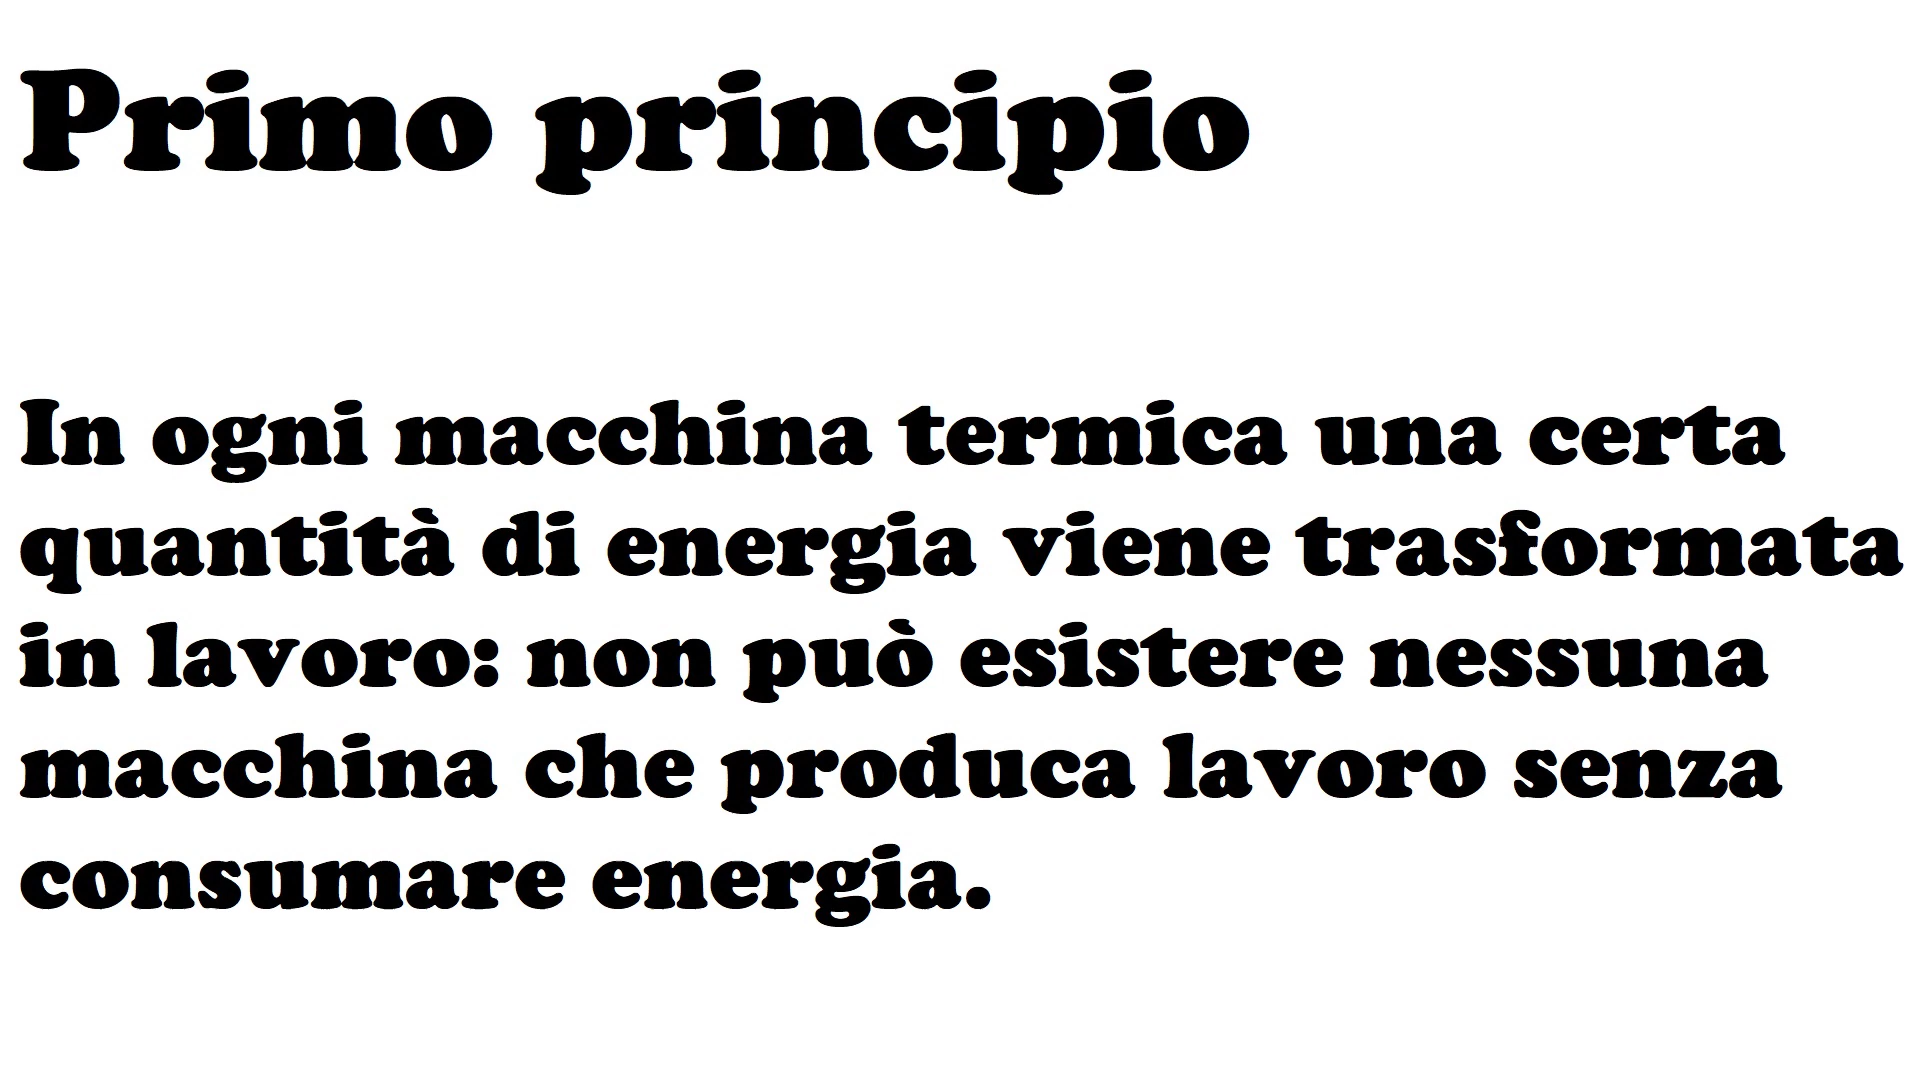 Primo principio
In ogni macchina termica una certa
quantità di energia viene trasformata
in lavoro: non può esistere nessuna
macchina che produca lavoro senza
consumare energia.